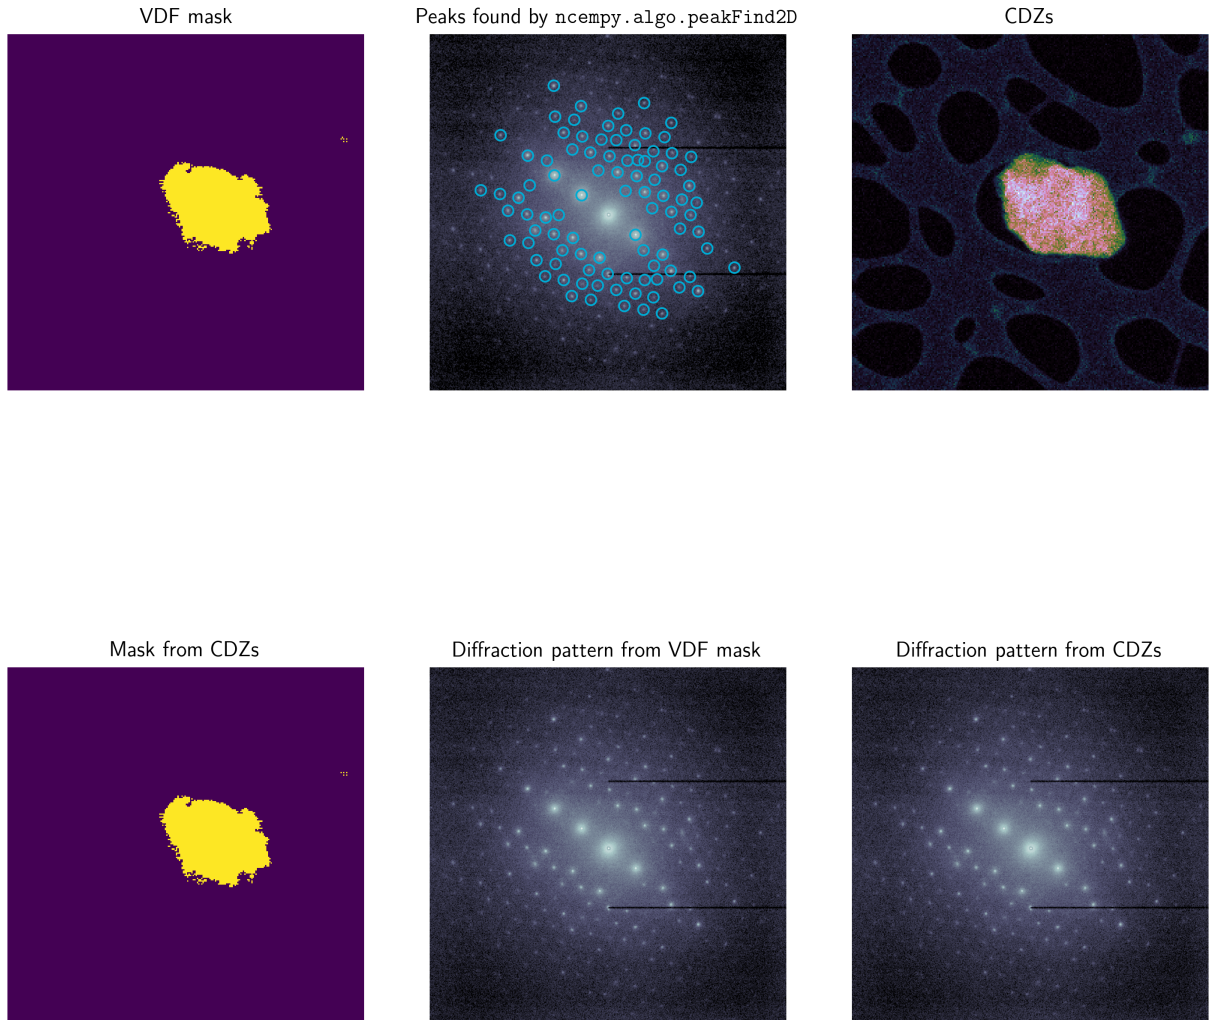 VDF mask
Peaks found by ncempy.algo.peakFind2D
CDZs
Mask from CDZs
Diffraction pattern from VDF mask
Diffraction pattern from CDZs